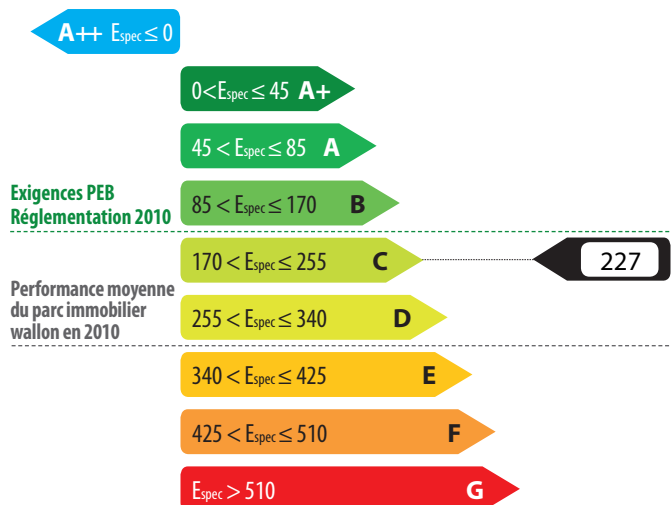 A++ Espec ≤ 0
0<Espec ≤ 45 A+
45 < Espec ≤ 85 A
Exigences PEB
Réglementation 2010
85 < Espec ≤ 170 B
170 < Espec ≤ 255 C
227
Performance moyenne
du parc immobilier
wallon en 2010
255 < Espec ≤ 340 D
340 < Espec ≤ 425 E
425 < Espec ≤ 510 F
Espec > 510 G